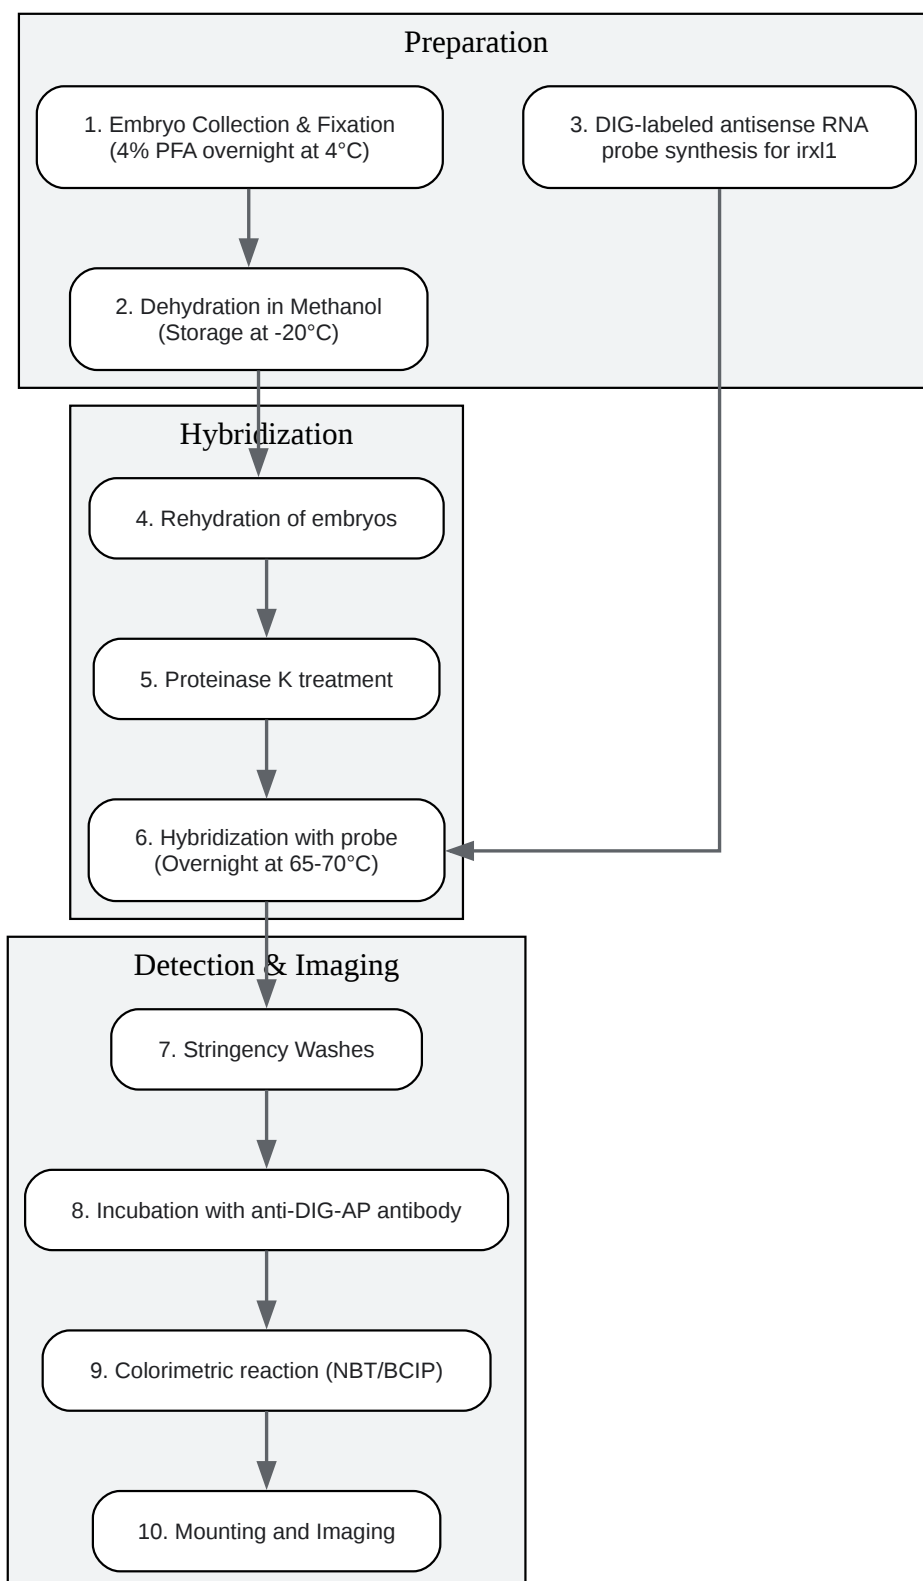 Preparation
1. Embryo Collection & Fixation
(4% PFA overnight at 4°C)
3. DIG-labeled antisense RNA
probe synthesis for irxl1
2. Dehydration in Methanol
(Storage at -20°C)
Hybridization
4. Rehydration of embryos
5. Proteinase K treatment
6. Hybridization with probe
(Overnight at 65-70°C)
Detection & Imaging
7. Stringency Washes
8. Incubation with anti-DIG-AP antibody
9. Colorimetric reaction (NBT/BCIP)
10. Mounting and Imaging